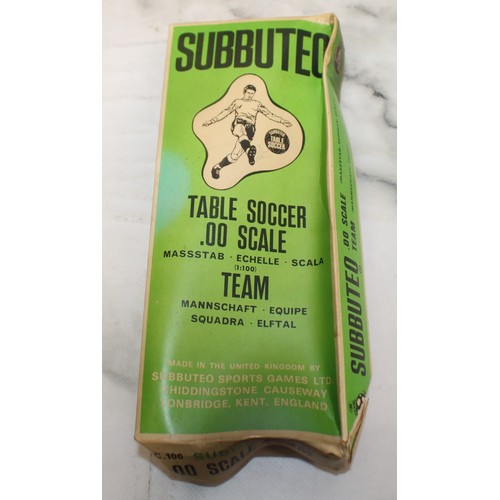 SUBBUTEO
SUBBUTEO
TABLE
SOCCER
TABLE SOCCER
.00 SCALE
MASSSTAB · ECHELLE · SCALA
(1:100)
TEAM
MANNSCHAFT · EQUIPE
SQUADRA · ELFTAL
MADE IN THE UNITED KINGDOM BY
SUBBUTEO SPORTS GAMES LTD
CHIDDINGSTONE CAUSEWAY
TONBRIDGE, KENT, ENGLAND
SUBBUTEO .00 SCALE
TEAM
C.100
.00 SCALE